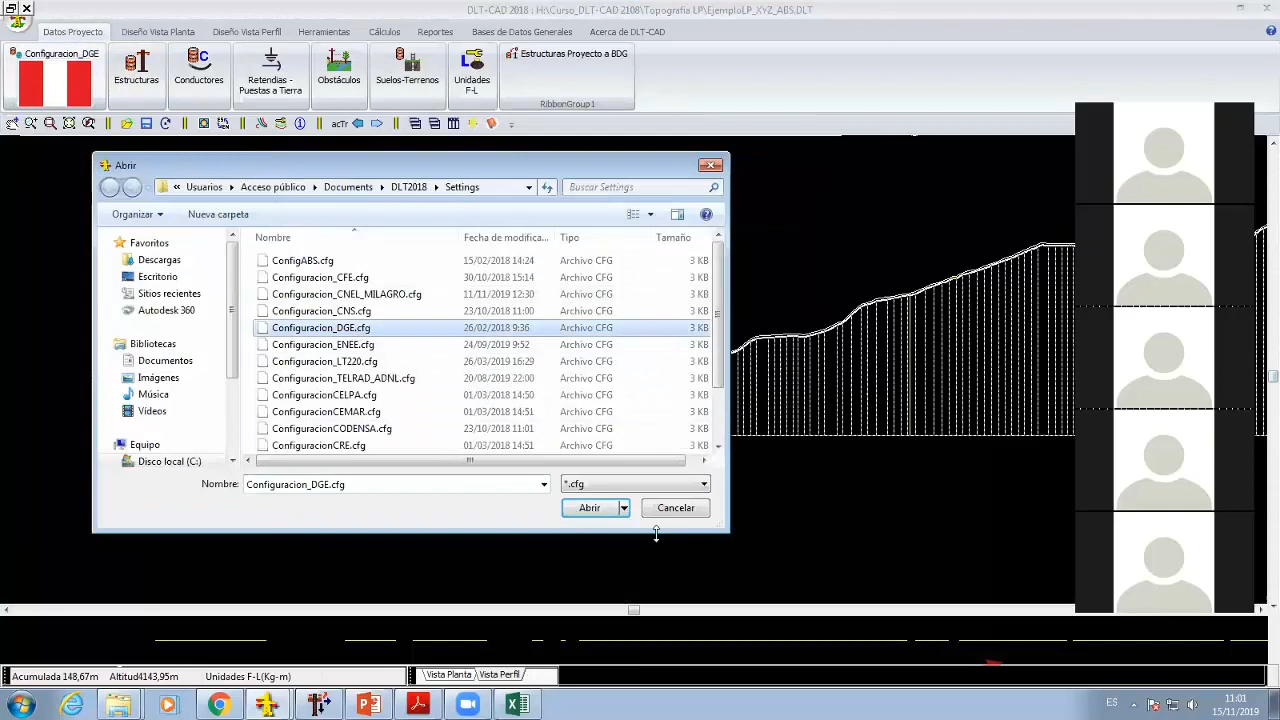 DLT-CAD 2018 : H:\Curso_DLT-CAD 2108\Topografia LP\EjemploLP_XYZ_ABS.DLT
Datos Proyecto
Diseño Vista Planta
Diseño Vista Perfil
Herramientas
Cálculos
Reportes
Bases de Datos Generales
Acerca de DLT-CAD
Configuracion_DGE
Estructuras
Conductores
Retendias - Puestas a Tierra
Obstáculos
Suelos-Terrenos
Unidades F-L
Estructuras Proyecto a BDG
RibbonGroup1
acTr
Abrir
« Usuarios Acceso público Documents DLT2018 Settings
Buscar Settings
Organizar
Nueva carpeta
Favoritos
Descargas
Escritorio
Sitios recientes
Autodesk 360
Bibliotecas
Documentos
Imágenes
Música
Vídeos
Equipo
Disco local (C:)
Nombre Fecha de modifica... Tipo Tamaño
ConfigABS.cfg 15/02/2018 14:24 Archivo CFG 3 KB
Configuracion_CFE.cfg 30/10/2018 15:14 Archivo CFG 3 KB
Configuracion_CNEL_MILAGRO.cfg 11/11/2019 12:30 Archivo CFG 3 KB
Configuracion_CNS.cfg 23/10/2018 11:00 Archivo CFG 3 KB
Configuracion_DGE.cfg 26/02/2018 9:36 Archivo CFG 3 KB
Configuracion_ENEE.cfg 24/09/2019 9:52 Archivo CFG 3 KB
Configuracion_LT220.cfg 26/03/2019 16:29 Archivo CFG 3 KB
Configuracion_TELRAD_ADNL.cfg 20/08/2019 22:00 Archivo CFG 3 KB
ConfiguracionCELPA.cfg 01/03/2018 14:50 Archivo CFG 3 KB
ConfiguracionCEMAR.cfg 01/03/2018 14:51 Archivo CFG 3 KB
ConfiguracionCODENSA.cfg 23/10/2018 11:01 Archivo CFG 3 KB
ConfiguracionCRE.cfg 01/03/2018 14:51 Archivo CFG 3 KB
Nombre: Configuracion_DGE.cfg
*.cfg
Abrir
Cancelar
Acumulada 148,67m Altitud4143,95m Unidades F-L(Kg-m)
Vista Planta
Vista Perfil
ES
11:01
15/11/2019